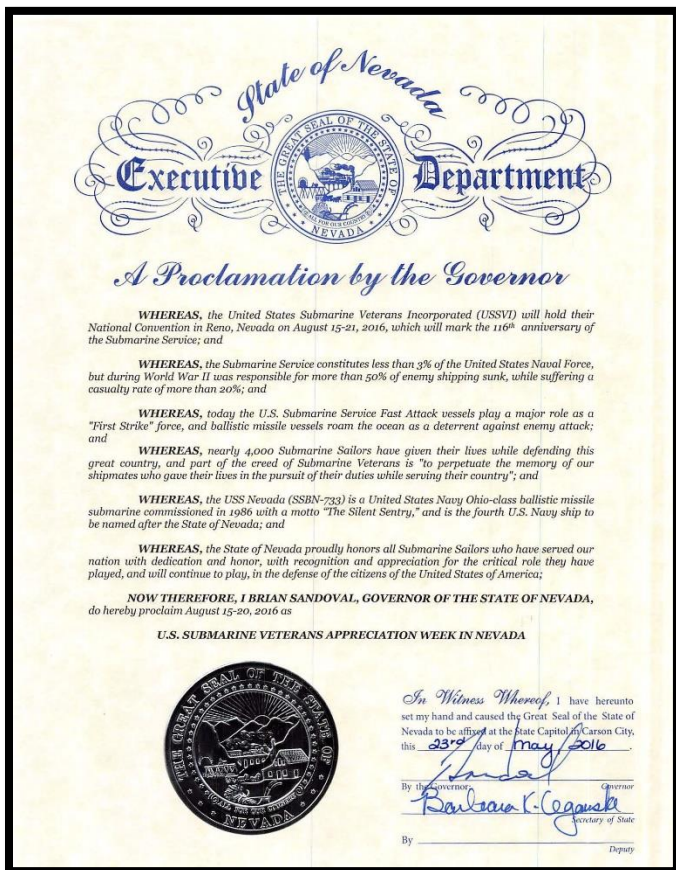 State of Nevada
Executive Department
THE GREAT SEAL OF THE STATE OF NEVADA
ALL FOR OUR COUNTRY
A Proclamation by the Governor
WHEREAS, the United States Submarine Veterans Incorporated (USSVI) will hold their
National Convention in Reno, Nevada on August 15-21, 2016, which will mark the 116th anniversary of
the Submarine Service; and
WHEREAS, the Submarine Service constitutes less than 3% of the United States Naval Force,
but during World War II was responsible for more than 50% of enemy shipping sunk, while suffering a
casualty rate of more than 20%; and
WHEREAS, today the U.S. Submarine Service Fast Attack vessels play a major role as a
"First Strike" force, and ballistic missile vessels roam the ocean as a deterrent against enemy attack;
and
WHEREAS, nearly 4,000 Submarine Sailors have given their lives while defending this
great country, and part of the creed of Submarine Veterans is "to perpetuate the memory of our
shipmates who gave their lives in the pursuit of their duties while serving their country"; and
WHEREAS, the USS Nevada (SSBN-733) is a United States Navy Ohio-class ballistic missile
submarine commissioned in 1986 with a motto "The Silent Sentry," and is the fourth U.S. Navy ship to
be named after the State of Nevada; and
WHEREAS, the State of Nevada proudly honors all Submarine Sailors who have served our
nation with dedication and honor, with recognition and appreciation for the critical role they have
played, and will continue to play, in the defense of the citizens of the United States of America;
NOW THEREFORE, I BRIAN SANDOVAL, GOVERNOR OF THE STATE OF NEVADA,
do hereby proclaim August 15-20, 2016 as
U.S. SUBMARINE VETERANS APPRECIATION WEEK IN NEVADA
THE GREAT SEAL OF THE STATE OF NEVADA
ALL FOR OUR COUNTRY
In Witness Whereof, I have hereunto
set my hand and caused the Great Seal of the State of
Nevada to be affixed at the State Capitol in Carson City,
this 23rd day of May 2016.
By the Governor: Governor
Barbara K. Cegavske
Secretary of State
By
Deputy